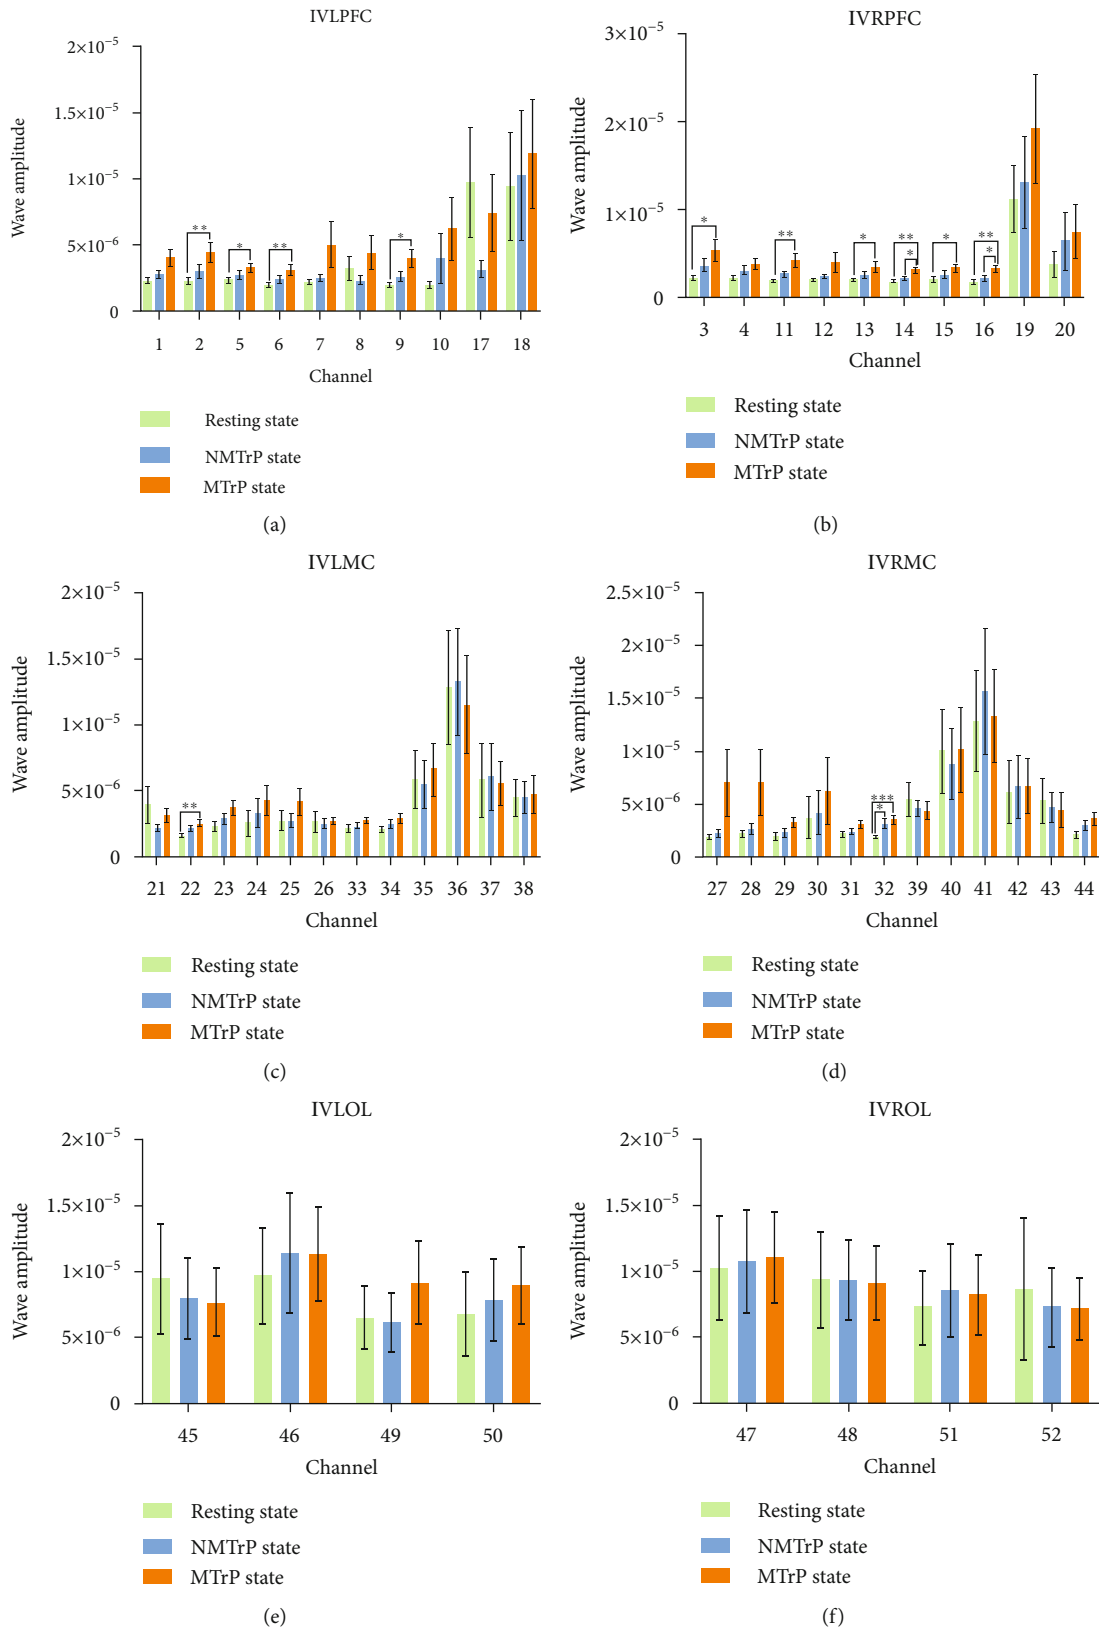 IVLPFC
2×10⁻⁵
1.5×10⁻⁵
1×10⁻⁵
5×10⁻⁶
0
Wave amplitude
** * ** *
1 2 5 6 7 8 9 10 17 18
Channel
Resting state
NMTrP state
MTrP state
(a)
IVRPFC
3×10⁻⁵
2×10⁻⁵
1×10⁻⁵
0
Wave amplitude
* ** * ** * * ** *
3 4 11 12 13 14 15 16 19 20
Channel
Resting state
NMTrP state
MTrP state
(b)
IVLMC
2×10⁻⁵
1.5×10⁻⁵
1×10⁻⁵
5×10⁻⁶
0
Wave amplitude
**
21 22 23 24 25 26 33 34 35 36 37 38
Channel
Resting state
NMTrP state
MTrP state
(c)
IVRMC
2.5×10⁻⁵
2×10⁻⁵
1.5×10⁻⁵
1×10⁻⁵
5×10⁻⁶
0
Wave amplitude
***
*
27 28 29 30 31 32 39 40 41 42 43 44
Channel
Resting state
NMTrP state
MTrP state
(d)
IVLOL
2×10⁻⁵
1.5×10⁻⁵
1×10⁻⁵
5×10⁻⁶
0
Wave amplitude
45 46 49 50
Channel
Resting state
NMTrP state
MTrP state
(e)
IVROL
2×10⁻⁵
1.5×10⁻⁵
1×10⁻⁵
5×10⁻⁶
0
Wave amplitude
47 48 51 52
Channel
Resting state
NMTrP state
MTrP state
(f)